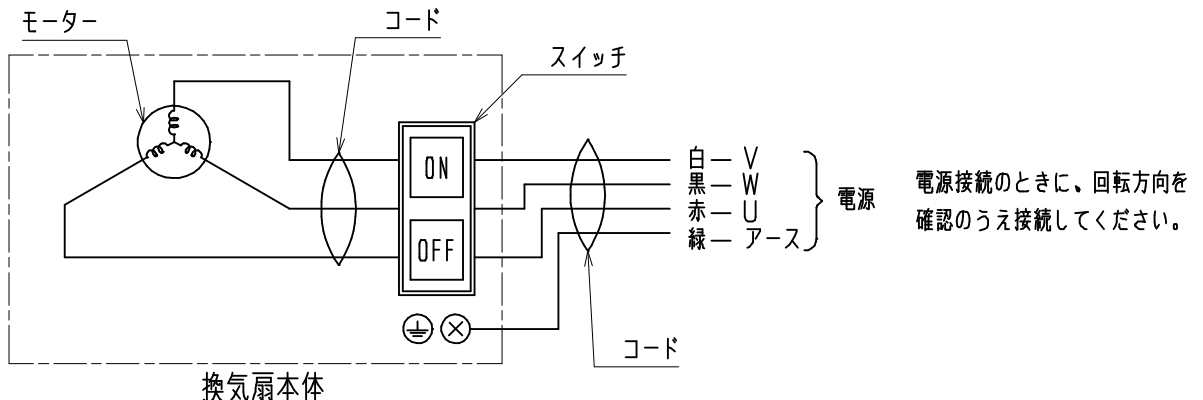 モーター
コード
スイッチ
ON
OFF
白 — V
黒 — W
赤 — U
緑 — アース
電源
電源接続のときに、回転方向を
確認のうえ接続してください。
コード
換気扇本体